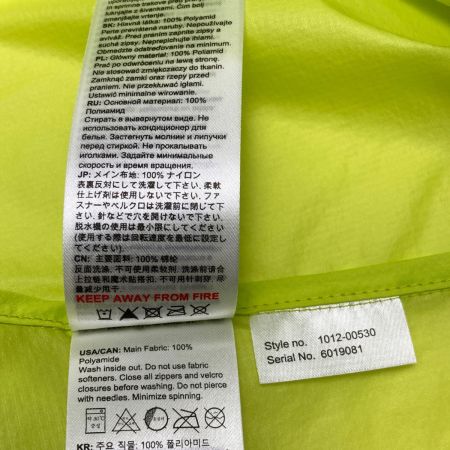 zmanjšajte vrtenje.
SK: Hlavná látka: 100% Polyamid
Perte prevrátené naruby. Nepoužívajte
aviváž. Pred praním zapnite zipsy a
suché zipsy. Neprepichujte ihlami.
Obmedzte odstreďovanie na minimum.
PL: Główny materiał: 100% Polyamid
Prać po odwróceniu na lewą stronę.
Nie stosować zmiękczaczy do tkanin.
Zamknąć zamki oraz rzepy przed
praniem. Nie przekłuwać igłami.
Ustawić minimalne wirowanie.
RU: Основной материал: 100%
Полиамид
Стирать в вывернутом виде. Не
использовать кондиционер для
белья. Застегнуть молнии и липучки
перед стиркой. Не прокалывать
иголками. Задайте минимальные
скорость и время вращения.
JP: メイン布地: 100% ナイロン
表裏反対にして洗濯して下さい. 柔軟
仕上げ剤は使用しないで下さい. ファ
スナーやベルクロは洗濯前に閉じて下
さい. 針などで穴を開けないで下さい.
脱水機の使用は最小限にしてください
(使用する際は回転速度を最低に設定し
てください).
CN: 主要面料: 100% 锦纶
反面洗涤. 不可使用柔软剂. 洗涤前请合
上拉链和魔术贴搭扣. 不可用针刺穿. 尽
量减少甩干.
KEEP AWAY FROM FIRE
USA/CAN: Main Fabric: 100%
Polyamide
Wash inside out. Do not use fabric
softeners. Close all zippers and velcro
closures before washing. Do not pierce
with needles. Minimize spinning.
KR: 주요 직물: 100% 폴리아미드
Style no. 1012-00530
Serial No. 6019081